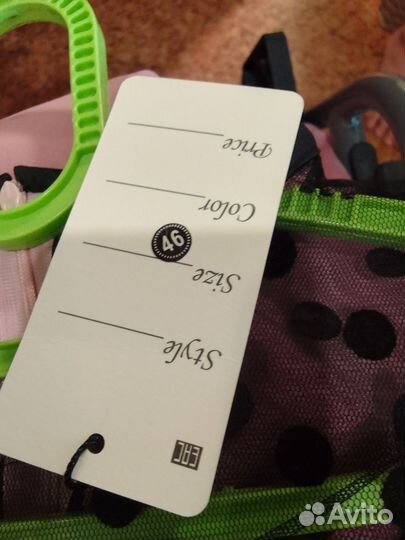 EAC
Style
Size
46
Color
Price
Avito